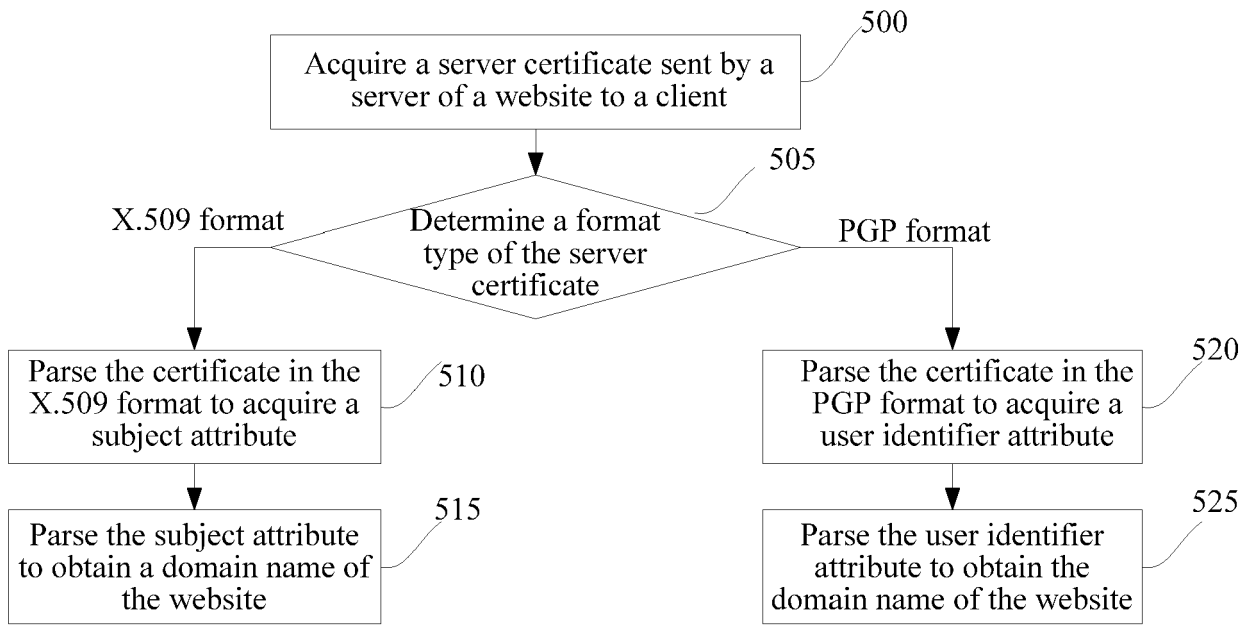 500
Acquire a server certificate sent by a
server of a website to a client
505
X.509 format
Determine a format
type of the server
certificate
PGP format
Parse the certificate in the
X.509 format to acquire a
subject attribute
510
Parse the certificate in the
PGP format to acquire a
user identifier attribute
520
Parse the subject attribute
to obtain a domain name of
the website
515
Parse the user identifier
attribute to obtain the
domain name of the website
525